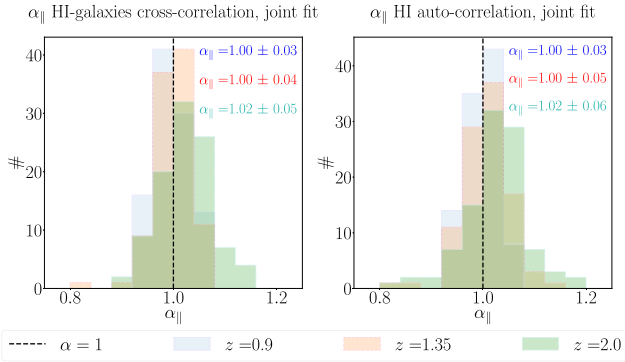 α∥ HI-galaxies cross-correlation, joint fit
α∥ =1.00 ± 0.03
α∥ =1.00 ± 0.04
α∥ =1.02 ± 0.05
#
40
30
20
10
0
0.8 1.0 1.2
α∥
α∥ HI auto-correlation, joint fit
α∥ =1.00 ± 0.03
α∥ =1.00 ± 0.05
α∥ =1.02 ± 0.06
#
40
30
20
10
0
0.8 1.0 1.2
α∥
α = 1 z =0.9 z =1.35 z =2.0